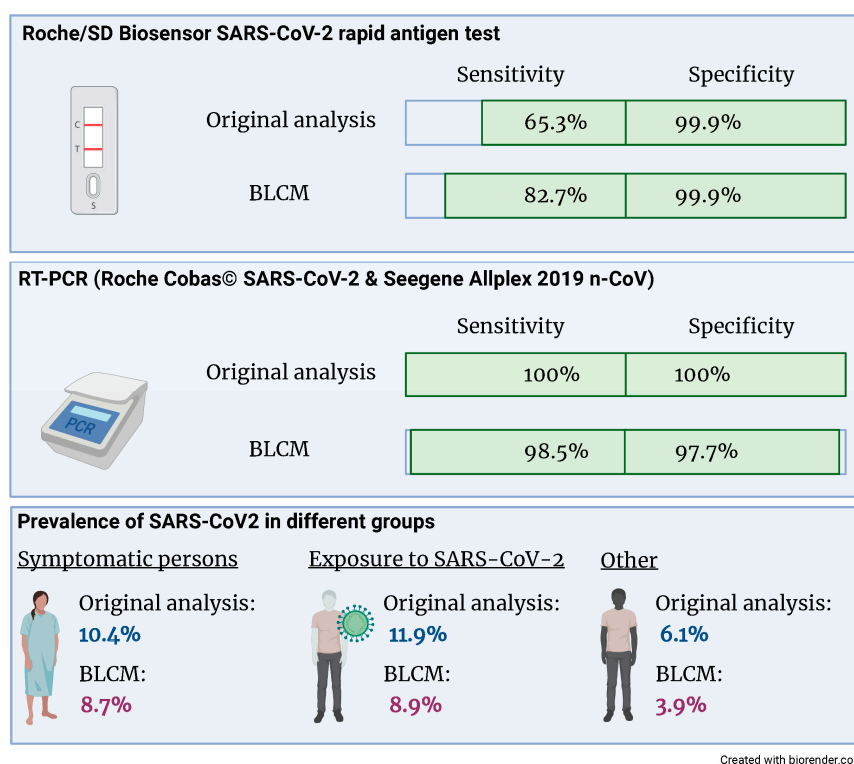 Roche/SD Biosensor SARS-CoV-2 rapid antigen test
Sensitivity Specificity
Original analysis 65.3% 99.9%
BLCM 82.7% 99.9%
C
T
S
RT-PCR (Roche Cobas© SARS-CoV-2 & Seegene Allplex 2019 n-CoV)
Sensitivity Specificity
Original analysis 100% 100%
PCR
BLCM 98.5% 97.7%
Prevalence of SARS-CoV2 in different groups
Symptomatic persons Exposure to SARS-CoV-2 Other
Original analysis: Original analysis: Original analysis:
10.4% 11.9% 6.1%
BLCM: BLCM: BLCM:
8.7% 8.9% 3.9%
Created with biorender.co